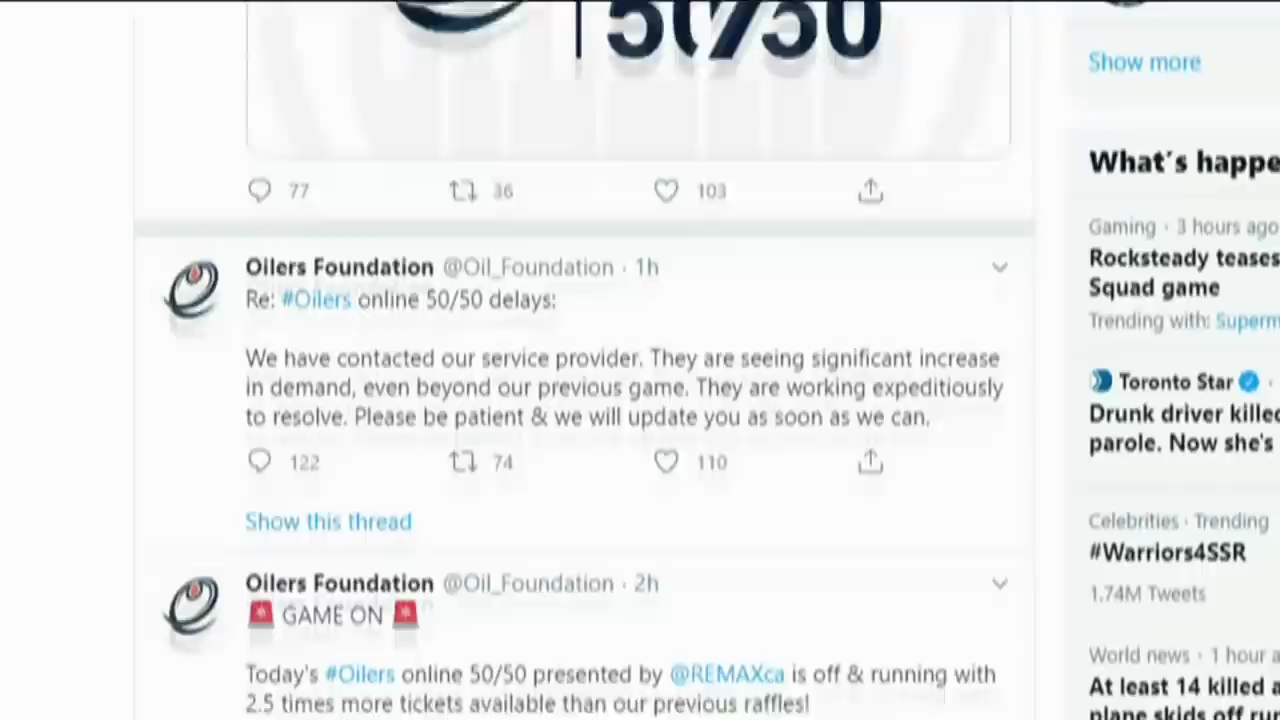 50/50
Show more
77 36 103
What's happe
Gaming · 3 hours ago
Rocksteady teases
Squad game
Trending with: Superm
Oilers Foundation @Oil_Foundation · 1h
Re: #Oilers online 50/50 delays:
We have contacted our service provider. They are seeing significant increase
in demand, even beyond our previous game. They are working expeditiously
to resolve. Please be patient & we will update you as soon as we can.
122 74 110
Show this thread
Toronto Star ·
Drunk driver killed
parole. Now she's
Celebrities · Trending
#Warriors4SSR
1.74M Tweets
Oilers Foundation @Oil_Foundation · 2h
🚨 GAME ON 🚨
Today's #Oilers online 50/50 presented by @REMAXca is off & running with
2.5 times more tickets available than our previous raffles!
World news · 1 hour a
At least 14 killed a
plane skids off run